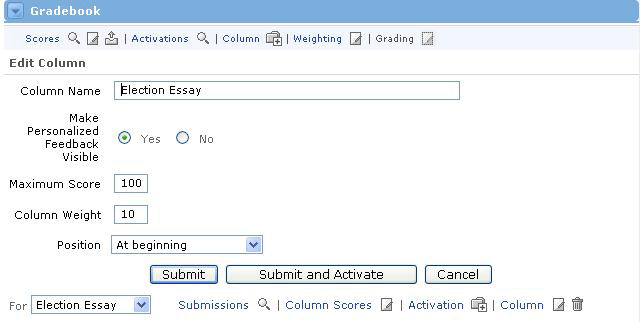 Gradebook
Scores | Activations | Column | Weighting | Grading
Edit Column
Column Name Election Essay
Make
Personalized
Feedback
Visible
Yes No
Maximum Score 100
Column Weight 10
Position At beginning
Submit Submit and Activate Cancel
For Election Essay Submissions | Column Scores | Activation | Column